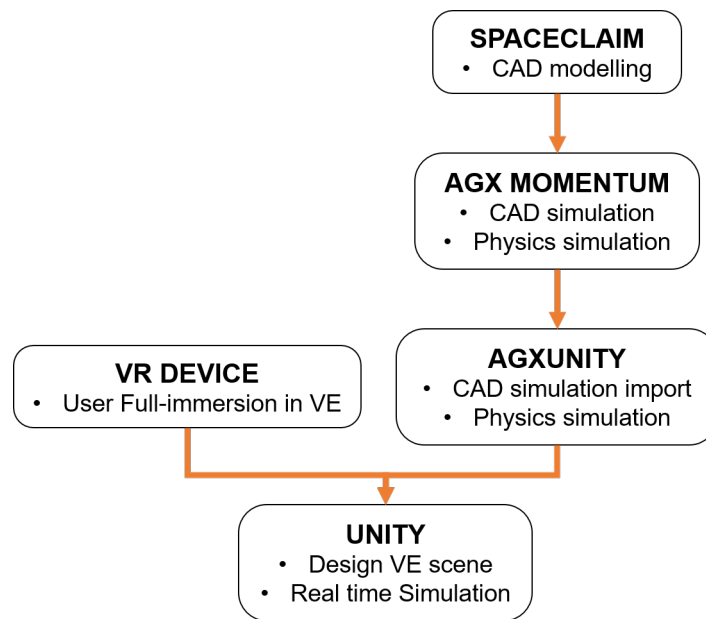 SPACECLAIM
• CAD modelling
AGX MOMENTUM
• CAD simulation
• Physics simulation
AGXUNITY
• CAD simulation import
• Physics simulation
VR DEVICE
• User Full-immersion in VE
UNITY
• Design VE scene
• Real time Simulation